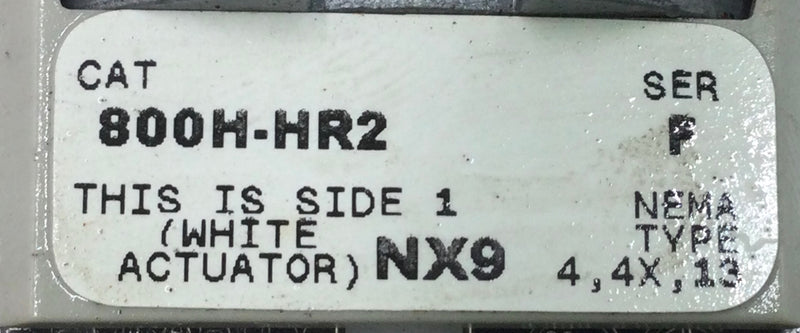 CAT
SER
800H-HR2
F
THIS IS SIDE 1
(WHITE
ACTUATOR) NX9
NEMA
TYPE
4,4X,13